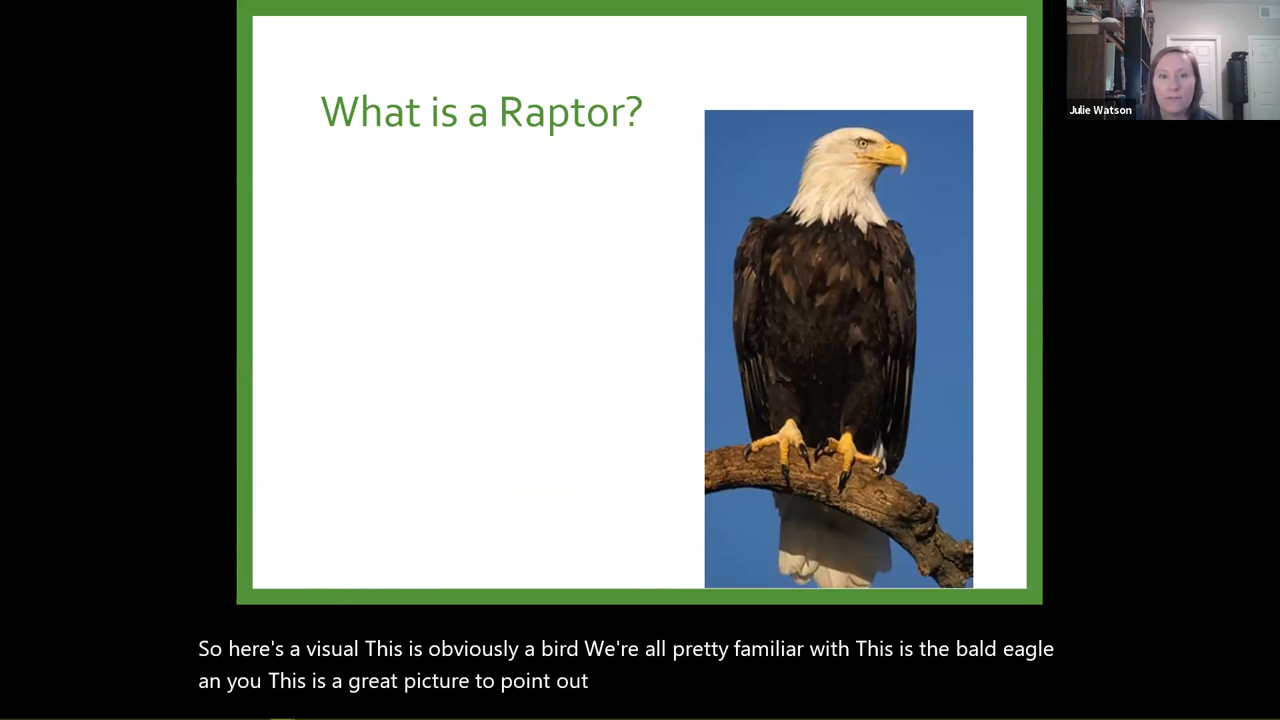 What is a Raptor?
Julie Watson
So here's a visual This is obviously a bird We're all pretty familiar with This is the bald eagle
an you This is a great picture to point out